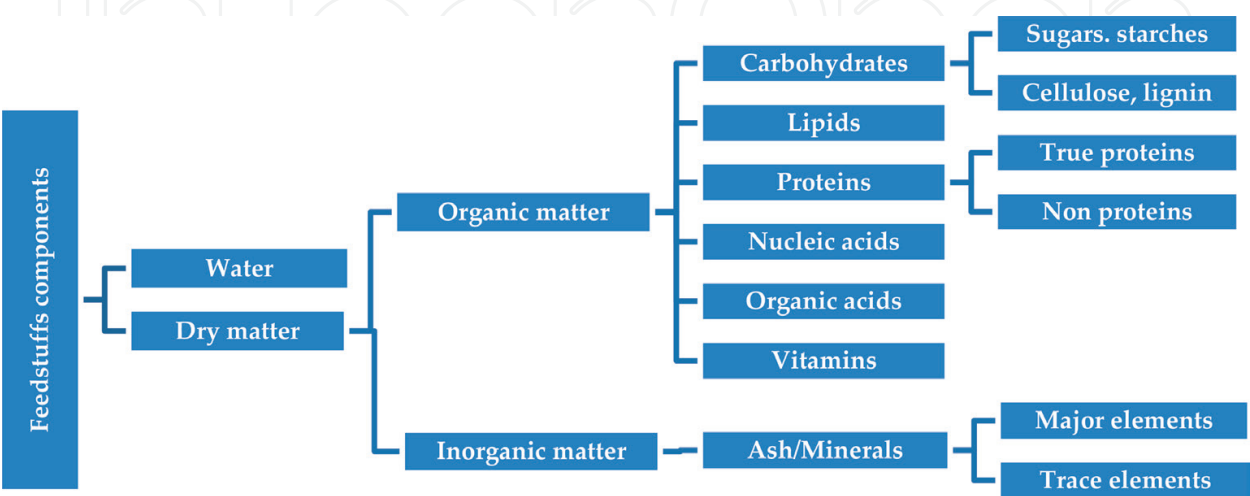 Feedstuffs components
Water
Dry matter
Organic matter
Inorganic matter
Carbohydrates
Lipids
Proteins
Nucleic acids
Organic acids
Vitamins
Ash/Minerals
Sugars. starches
Cellulose, lignin
True proteins
Non proteins
Major elements
Trace elements